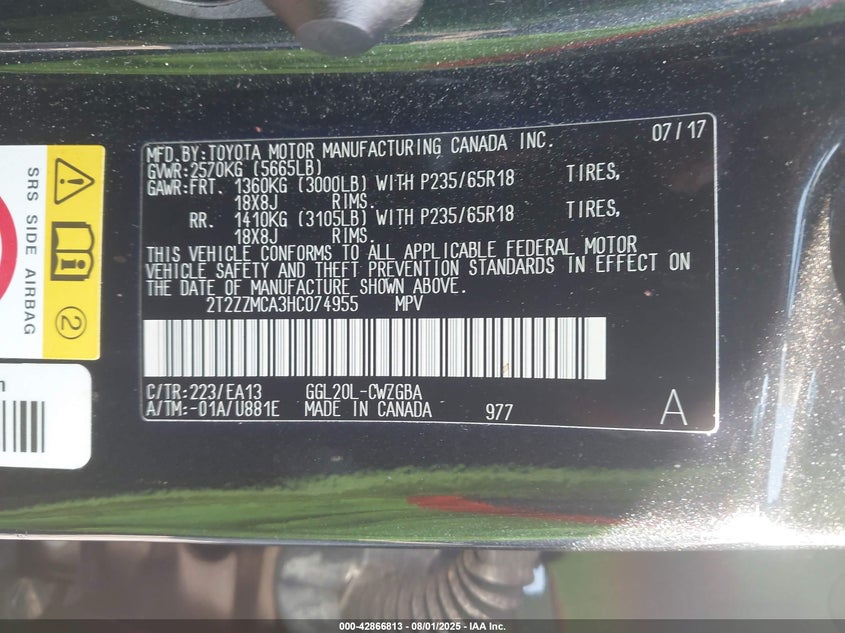 MFD.BY:TOYOTA MOTOR MANUFACTURING CANADA INC. 07/17
GVWR:2570KG (5665LB)
GAWR:FRT. 1360KG (3000LB) WITH P235/65R18 TIRES,
18X8J RIMS.
RR. 1410KG (3105LB) WITH P235/65R18 TIRES,
18X8J RIMS.
THIS VEHICLE CONFORMS TO ALL APPLICABLE FEDERAL MOTOR
VEHICLE SAFETY AND THEFT PREVENTION STANDARDS IN EFFECT ON
THE DATE OF MANUFACTURE SHOWN ABOVE.
2T2ZZMCA3HC074955 MPV
C/TR:223/EA13 GGL20L-CWZGBA
A/TM:-01A/U881E MADE IN CANADA 977 A
SRS SIDE AIRBAG
2
000-42866813 - 08/01/2025 - IAA Inc.